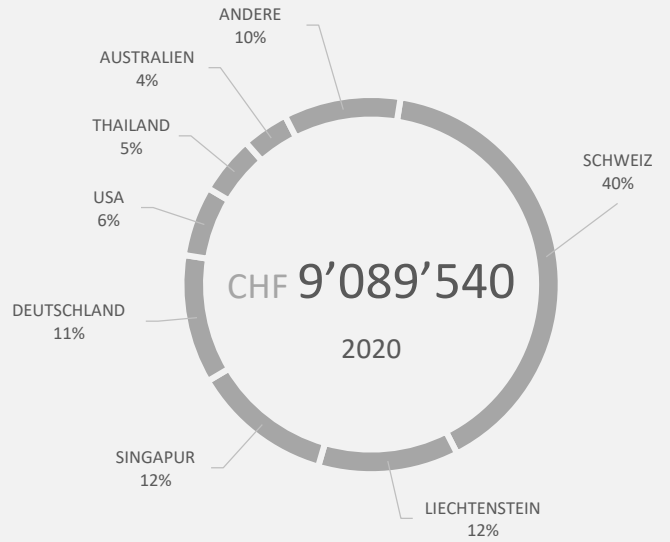 ANDERE
10%
AUSTRALIEN
4%
THAILAND
5%
SCHWEIZ
40%
USA
6%
CHF 9’089’540
2020
DEUTSCHLAND
11%
SINGAPUR
12%
LIECHTENSTEIN
12%